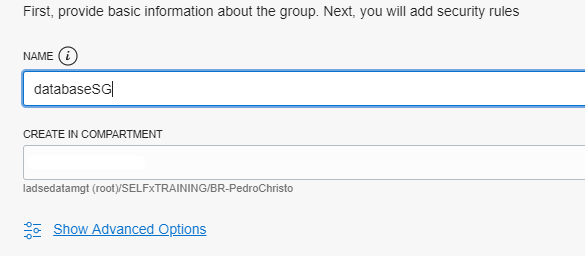 First, provide basic information about the group. Next, you will add security rules
NAME i
databaseSG
CREATE IN COMPARTMENT
ladsedatamgt (root)/SELFxTRAINING/BR-PedroChristo
Show Advanced Options